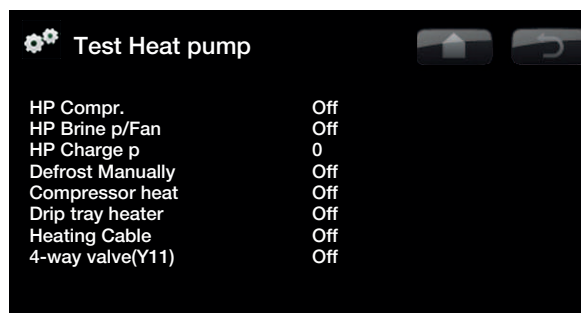 Test Heat pump
HP Compr. Off
HP Brine p/Fan Off
HP Charge p 0
Defrost Manually Off
Compressor heat Off
Drip tray heater Off
Heating Cable Off
4-way valve(Y11) Off